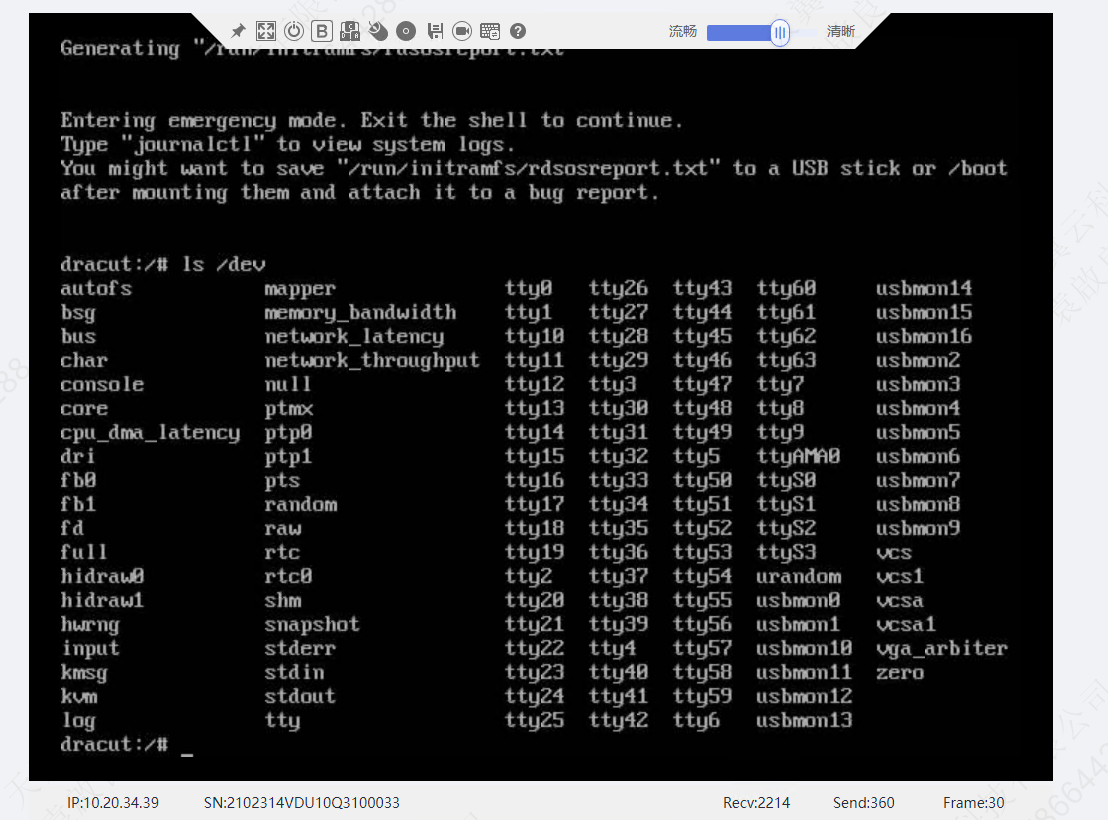 流畅 清晰
Generating "/run/initramfs/rdsosreport.txt"
Entering emergency mode. Exit the shell to continue.
Type "journalctl" to view system logs.
You might want to save "/run/initramfs/rdsosreport.txt" to a USB stick or /boot
after mounting them and attach it to a bug report.
dracut:/# ls /dev
autofs mapper tty0 tty26 tty43 tty60 usbmon14
bsg memory_bandwidth tty1 tty27 tty44 tty61 usbmon15
bus network_latency tty10 tty28 tty45 tty62 usbmon16
char network_throughput tty11 tty29 tty46 tty63 usbmon2
console null tty12 tty3 tty47 tty7 usbmon3
core ptmx tty13 tty30 tty48 tty8 usbmon4
cpu_dma_latency ptp0 tty14 tty31 tty49 tty9 usbmon5
dri ptp1 tty15 tty32 tty5 ttyAMA0 usbmon6
fb0 pts tty16 tty33 tty50 ttyS0 usbmon7
fb1 random tty17 tty34 tty51 ttyS1 usbmon8
fd raw tty18 tty35 tty52 ttyS2 usbmon9
full rtc tty19 tty36 tty53 ttyS3 vcs
hidraw0 rtc0 tty2 tty37 tty54 urandom vcs1
hidraw1 shm tty20 tty38 tty55 usbmon0 vcsa
hwrng snapshot tty21 tty39 tty56 usbmon1 vcsa1
input stderr tty22 tty4 tty57 usbmon10 vga_arbiter
kmsg stdin tty23 tty40 tty58 usbmon11 zero
kvm stdout tty24 tty41 tty59 usbmon12
log tty tty25 tty42 tty6 usbmon13
dracut:/# _
IP:10.20.34.39 SN:2102314VDU10Q3100033 Recv:2214 Send:360 Frame:30